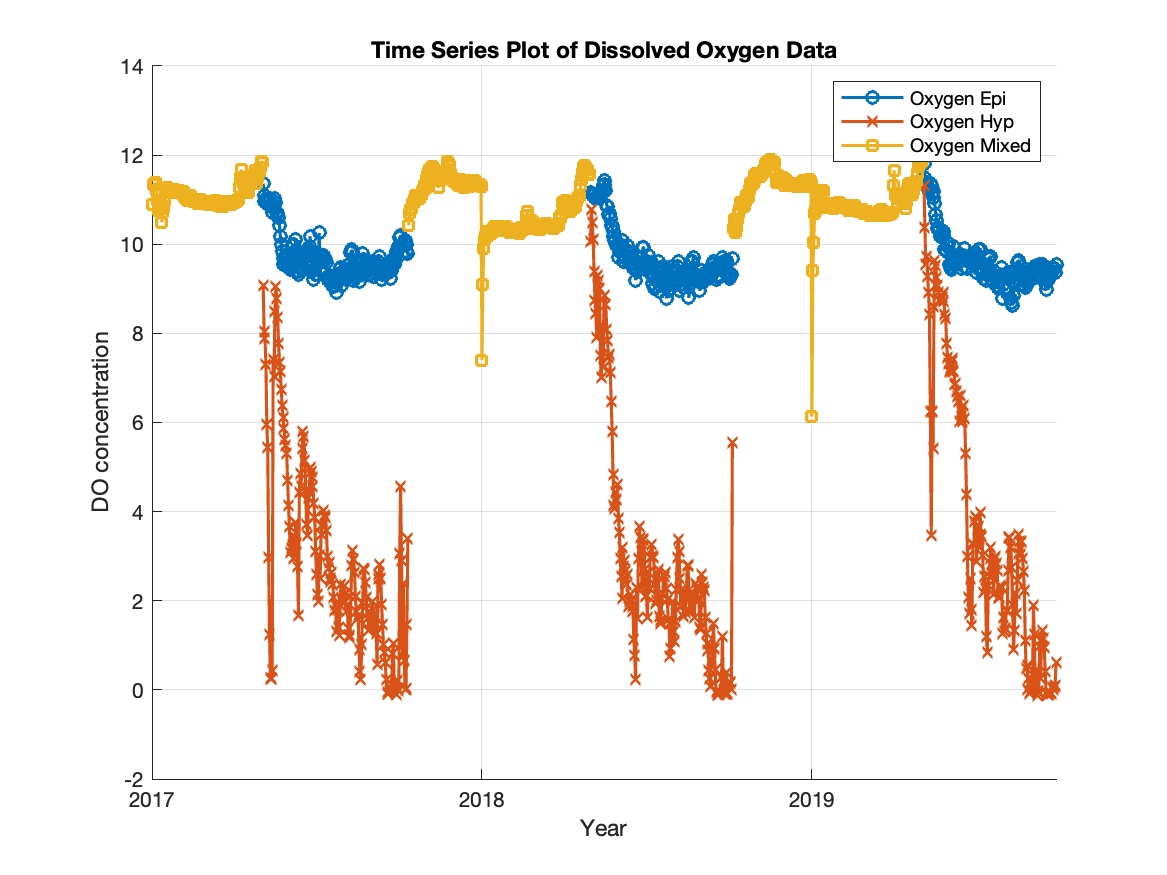 Time Series Plot of Dissolved Oxygen Data
14
12
10
8
6
4
2
0
-2
DO concentration
Oxygen Epi
Oxygen Hyp
Oxygen Mixed
2017
2018
2019
Year